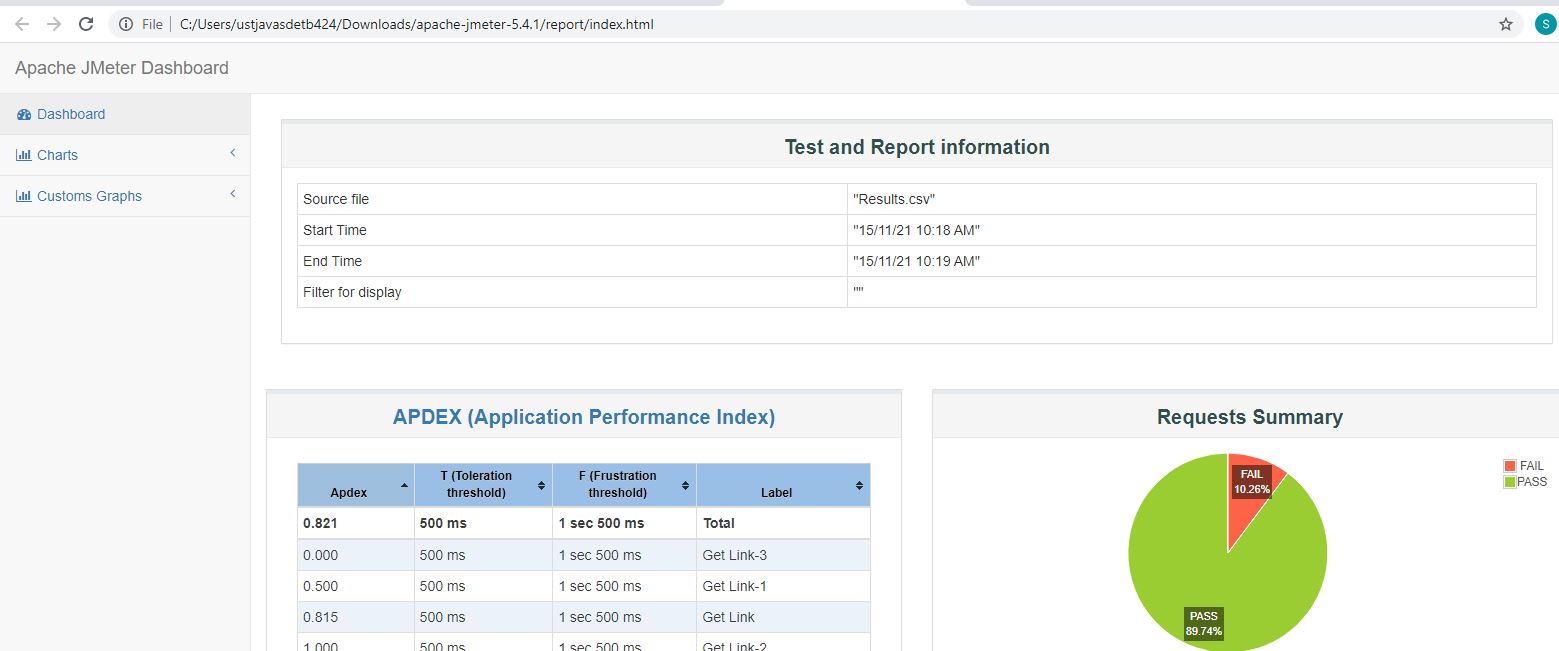 File C:/Users/ustjavasdetb424/Downloads/apache-jmeter-5.4.1/report/index.html S
Apache JMeter Dashboard
Dashboard
Charts
Customs Graphs
Test and Report information
Source file "Results.csv"
Start Time "15/11/21 10:18 AM"
End Time "15/11/21 10:19 AM"
Filter for display ""
APDEX (Application Performance Index)
Apdex T (Toleration threshold) F (Frustration threshold) Label
0.821 500 ms 1 sec 500 ms Total
0.000 500 ms 1 sec 500 ms Get Link-3
0.500 500 ms 1 sec 500 ms Get Link-1
0.815 500 ms 1 sec 500 ms Get Link
1.000 500 ms 1 sec 500 ms Get Link-2
Requests Summary
FAIL
10.26%
PASS
89.74%
FAIL
PASS